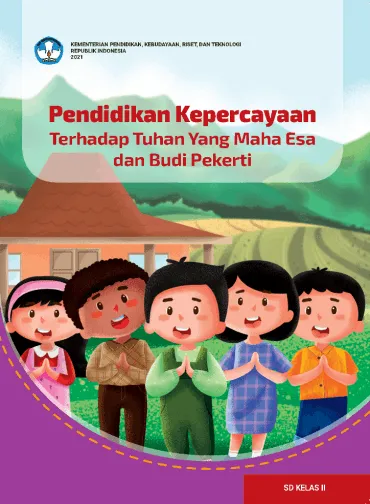 KEMENTERIAN PENDIDIKAN, KEBUDAYAAN, RISET, DAN TEKNOLOGI
REPUBLIK INDONESIA
2021
Pendidikan Kepercayaan
Terhadap Tuhan Yang Maha Esa
dan Budi Pekerti
SD KELAS II